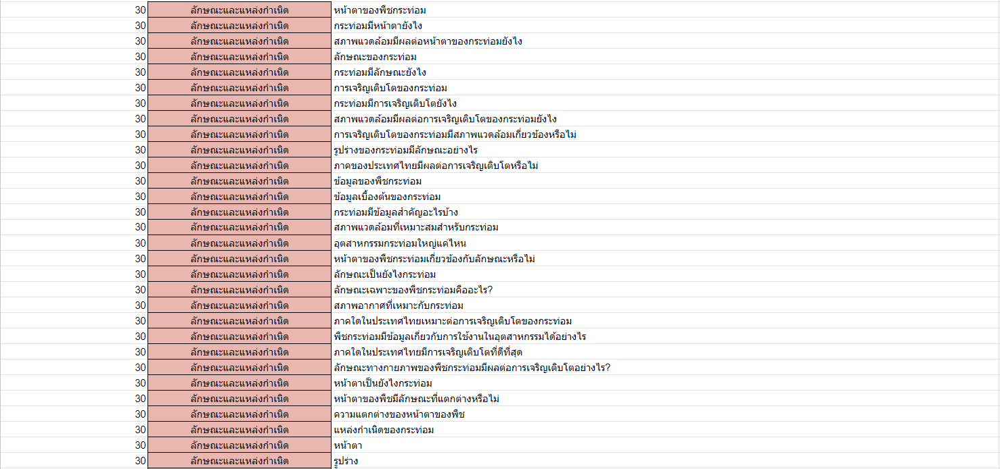 30 ลักษณะและแหล่งกำเนิด หน้าตาของพืชกระท่อม
30 ลักษณะและแหล่งกำเนิด กระท่อมมีหน้าตายังไง
30 ลักษณะและแหล่งกำเนิด สภาพแวดล้อมมีผลต่อหน้าตาของกระท่อมยังไง
30 ลักษณะและแหล่งกำเนิด ลักษณะของกระท่อม
30 ลักษณะและแหล่งกำเนิด กระท่อมมีลักษณะยังไง
30 ลักษณะและแหล่งกำเนิด การเจริญเติบโตของกระท่อม
30 ลักษณะและแหล่งกำเนิด กระท่อมมีการเจริญเติบโตยังไง
30 ลักษณะและแหล่งกำเนิด สภาพแวดล้อมมีผลต่อการเจริญเติบโตของกระท่อมยังไง
30 ลักษณะและแหล่งกำเนิด การเจริญเติบโตของกระท่อมมีสภาพแวดล้อมเกี่ยวข้องหรือไม่
30 ลักษณะและแหล่งกำเนิด รูปร่างของกระท่อมมีลักษณะอย่างไร
30 ลักษณะและแหล่งกำเนิด ภาคของประเทศไทยมีผลต่อการเจริญเติบโตหรือไม่
30 ลักษณะและแหล่งกำเนิด ข้อมูลของพืชกระท่อม
30 ลักษณะและแหล่งกำเนิด ข้อมูลเบื้องต้นของกระท่อม
30 ลักษณะและแหล่งกำเนิด กระท่อมมีข้อมูลสำคัญอะไรบ้าง
30 ลักษณะและแหล่งกำเนิด สภาพแวดล้อมที่เหมาะสมสำหรับกระท่อม
30 ลักษณะและแหล่งกำเนิด อุตสาหกรรมกระท่อมใหญ่แค่ไหน
30 ลักษณะและแหล่งกำเนิด หน้าตาของพืชกระท่อมเกี่ยวข้องกับลักษณะหรือไม่
30 ลักษณะและแหล่งกำเนิด ลักษณะเป็นยังไงกระท่อม
30 ลักษณะและแหล่งกำเนิด ลักษณะเฉพาะของพืชกระท่อมคืออะไร?
30 ลักษณะและแหล่งกำเนิด สภาพอากาศที่เหมาะกับกระท่อม
30 ลักษณะและแหล่งกำเนิด ภาคใดในประเทศไทยเหมาะต่อการเจริญเติบโตของกระท่อม
30 ลักษณะและแหล่งกำเนิด พืชกระท่อมมีข้อมูลเกี่ยวกับการใช้งานในอุตสาหกรรมได้อย่างไร
30 ลักษณะและแหล่งกำเนิด ภาคใดในประเทศไทยมีการเจริญเติบโตที่ดีที่สุด
30 ลักษณะและแหล่งกำเนิด ลักษณะทางกายภาพของพืชกระท่อมมีผลต่อการเจริญเติบโตอย่างไร?
30 ลักษณะและแหล่งกำเนิด หน้าตาเป็นยังไงกระท่อม
30 ลักษณะและแหล่งกำเนิด หน้าตาของพืชมีลักษณะที่แตกต่างหรือไม่
30 ลักษณะและแหล่งกำเนิด ความแตกต่างของหน้าตาของพืช
30 ลักษณะและแหล่งกำเนิด แหล่งกำเนิดของกระท่อม
30 ลักษณะและแหล่งกำเนิด หน้าตา
30 ลักษณะและแหล่งกำเนิด รูปร่าง